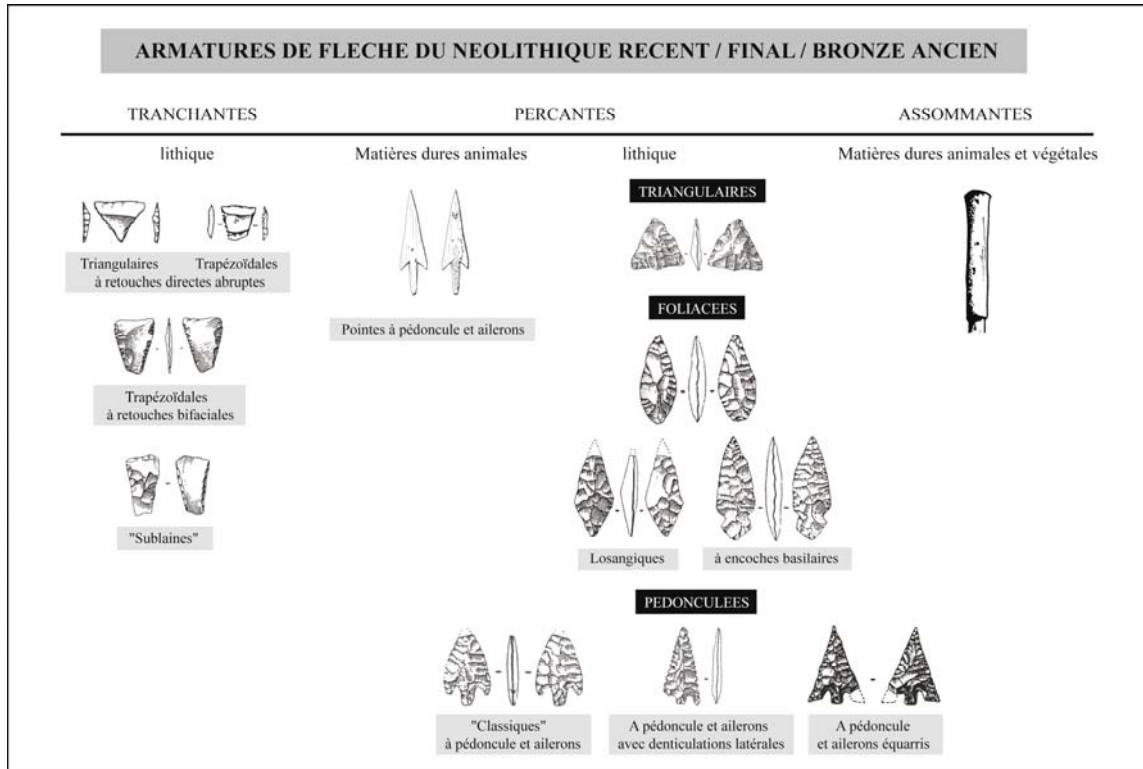 ARMATURES DE FLECHE DU NEOLITHIQUE RECENT / FINAL / BRONZE ANCIEN
TRANCHANTES
PERCANTES
ASSOMMANTES
lithique
Matières dures animales
lithique
Matières dures animales et végétales
TRIANGULAIRES
Triangulaires
Trapézoïdales
à retouches directes abruptes
FOLIACEES
Pointes à pédoncule et ailerons
Trapézoïdales
à retouches bifaciales
"Sublaines"
Losangiques
à encoches basilaires
PEDONCULEES
"Classiques"
à pédoncule et ailerons
A pédoncule et ailerons
avec denticulations latérales
A pédoncule
et ailerons équarris